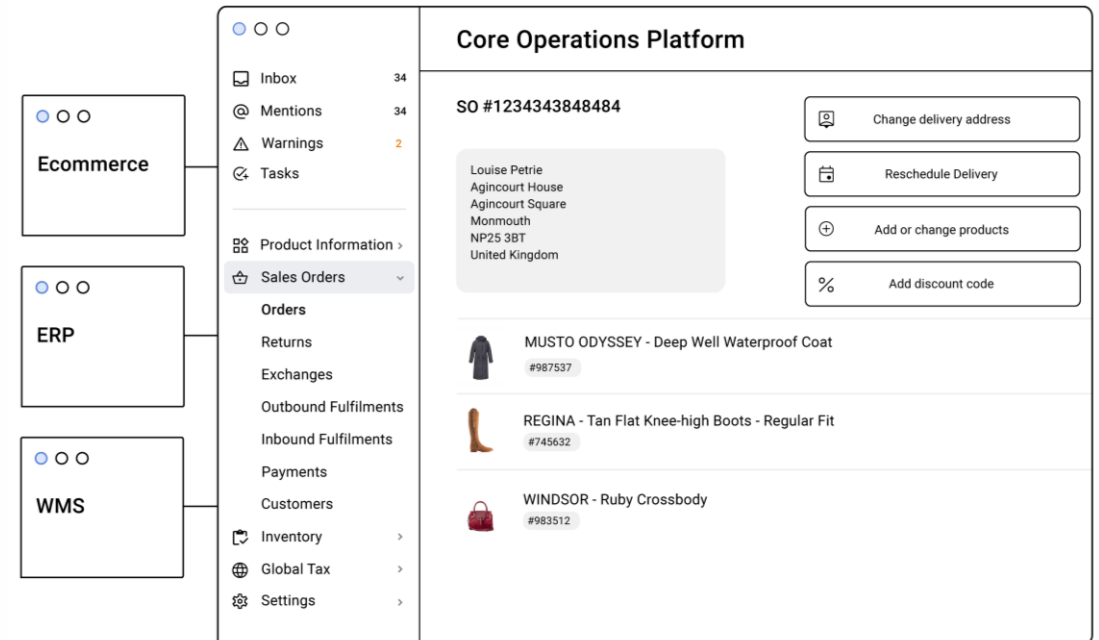 Ecommerce
ERP
WMS
Inbox 34
Mentions 34
Warnings 2
Tasks
Product Information
Sales Orders
Orders
Returns
Exchanges
Outbound Fulfilments
Inbound Fulfilments
Payments
Customers
Inventory
Global Tax
Settings
Core Operations Platform
SO #1234343848484
Louise Petrie
Agincourt House
Agincourt Square
Monmouth
NP25 3BT
United Kingdom
Change delivery address
Reschedule Delivery
Add or change products
Add discount code
MUSTO ODYSSEY - Deep Well Waterproof Coat
#987537
REGINA - Tan Flat Knee-high Boots - Regular Fit
#745632
WINDSOR - Ruby Crossbody
#983512